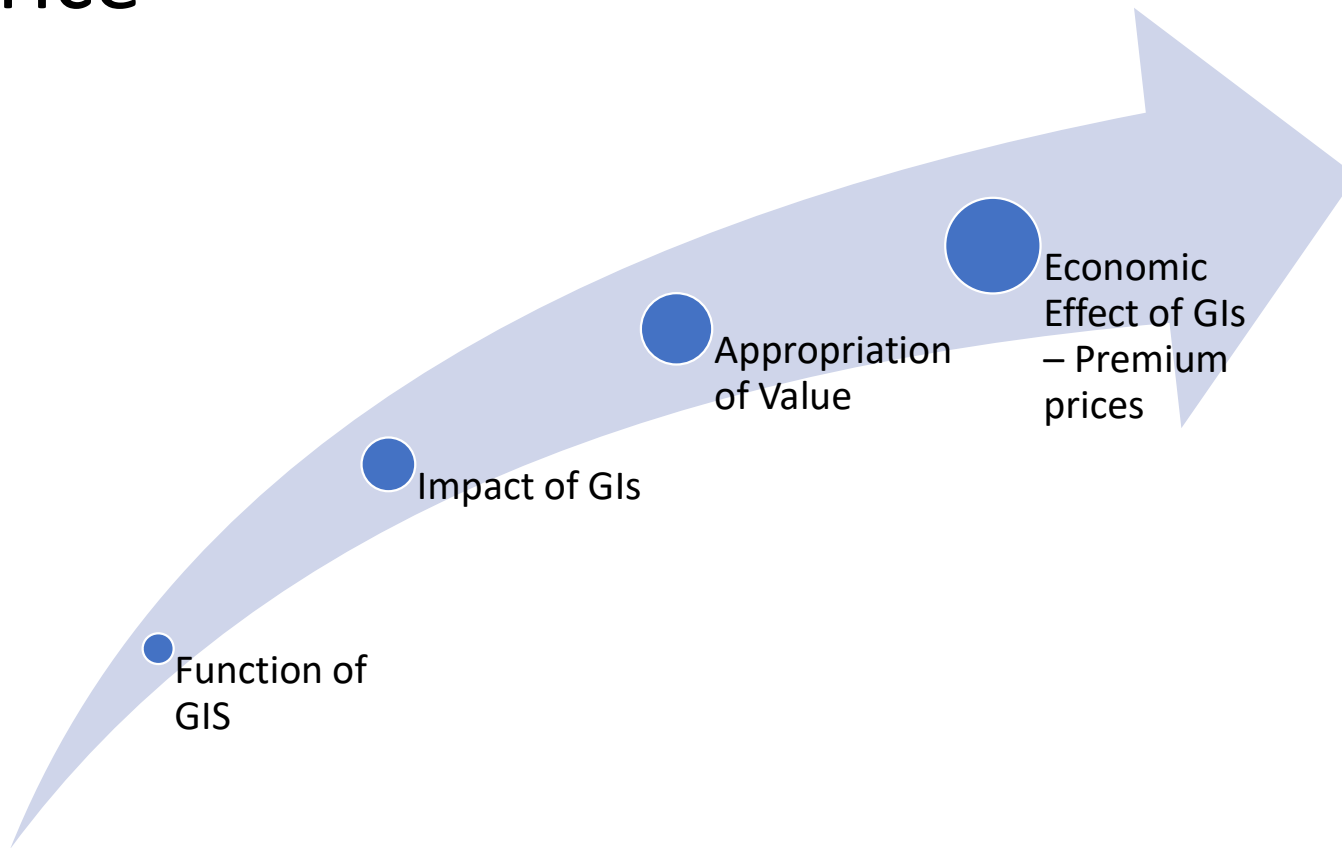 Function of
GIS
Impact of GIs
Appropriation
of Value
Economic
Effect of GIs
– Premium
prices